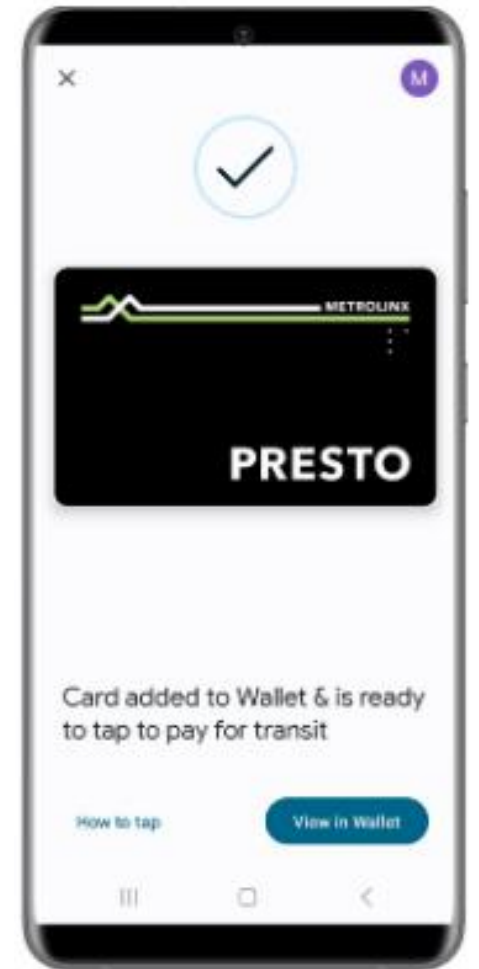 M
METROLINX
PRESTO
Card added to Wallet & is ready
to tap to pay for transit
How to tap
View in Wallet